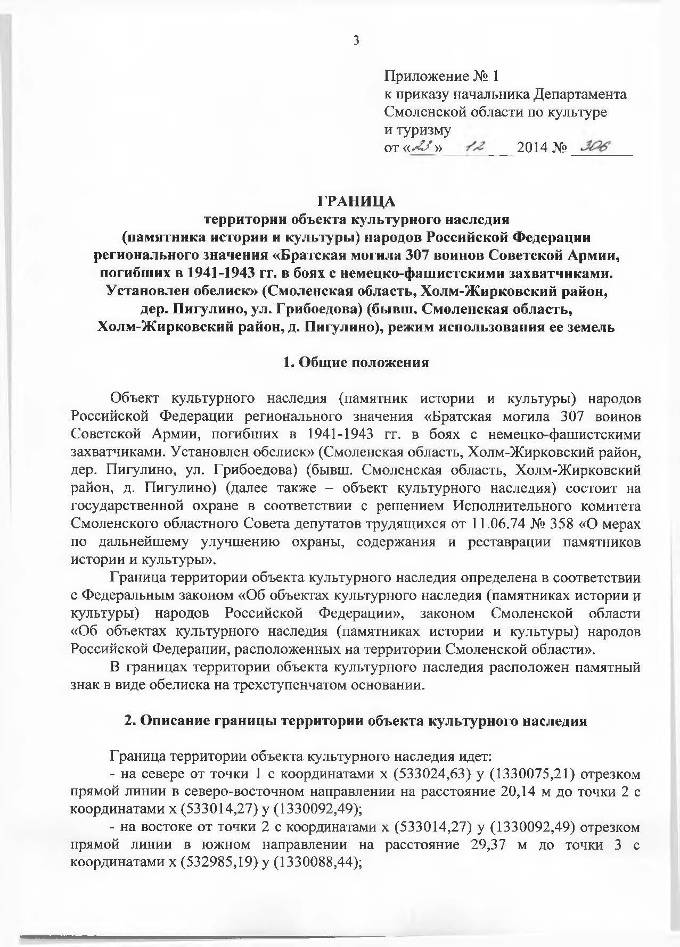 3
Приложение № 1
к приказу начальника Департамента
Смоленской области по культуре
и туризму
от «23» 12 2014 № 306
ГРАНИЦА
территории объекта культурного наследия
(памятника истории и культуры) народов Российской Федерации
регионального значения «Братская могила 307 воинов Советской Армии,
погибших в 1941-1943 гг. в боях с немецко-фашистскими захватчиками.
Установлен обелиск» (Смоленская область, Холм-Жирковский район,
дер. Пигулино, ул. Грибоедова) (бывш. Смоленская область,
Холм-Жирковский район, д. Пигулино), режим использования ее земель
1. Общие положения
Объект культурного наследия (памятник истории и культуры) народов
Российской Федерации регионального значения «Братская могила 307 воинов
Советской Армии, погибших в 1941-1943 гг. в боях с немецко-фашистскими
захватчиками. Установлен обелиск» (Смоленская область, Холм-Жирковский район,
дер. Пигулино, ул. Грибоедова) (бывш. Смоленская область, Холм-Жирковский
район, д. Пигулино) (далее также – объект культурного наследия) состоит на
государственной охране в соответствии с решением Исполнительного комитета
Смоленского областного Совета депутатов трудящихся от 11.06.74 № 358 «О мерах
по дальнейшему улучшению охраны, содержания и реставрации памятников
истории и культуры».
Граница территории объекта культурного наследия определена в соответствии
с Федеральным законом «Об объектах культурного наследия (памятниках истории и
культуры) народов Российской Федерации», законом Смоленской области
«Об объектах культурного наследия (памятниках истории и культуры) народов
Российской Федерации, расположенных на территории Смоленской области».
В границах территории объекта культурного наследия расположен памятный
знак в виде обелиска на трехступенчатом основании.
2. Описание границы территории объекта культурного наследия
Граница территории объекта культурного наследия идет:
- на севере от точки 1 с координатами x (533024,63) y (1330075,21) отрезком
прямой линии в северо-восточном направлении на расстояние 20,14 м до точки 2 с
координатами x (533014,27) y (1330092,49);
- на востоке от точки 2 с координатами x (533014,27) y (1330092,49) отрезком
прямой линии в южном направлении на расстояние 29,37 м до точки 3 с
координатами x (532985,19) y (1330088,44);